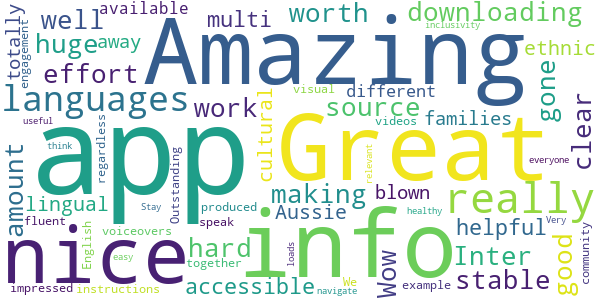 available
multi
worth
downloading
inclusivity
totally
engagement
well
huge
away
effort
Amazing
ethnic
gone
clear
languages
work
visual
different
source
families
videos
cultural
useful
think
regardless
app
Great
relevant
everyone
amount
lingual
fluent
Stay
Outstanding
produced
speak
making
Aussie
blown
really
helpful
healthy
Very
nice
English
voiceovers
easy
hard
together
info
Wow
Inter
stable
good
community
impressed
instructions
accessible
loads
We
navigate
example